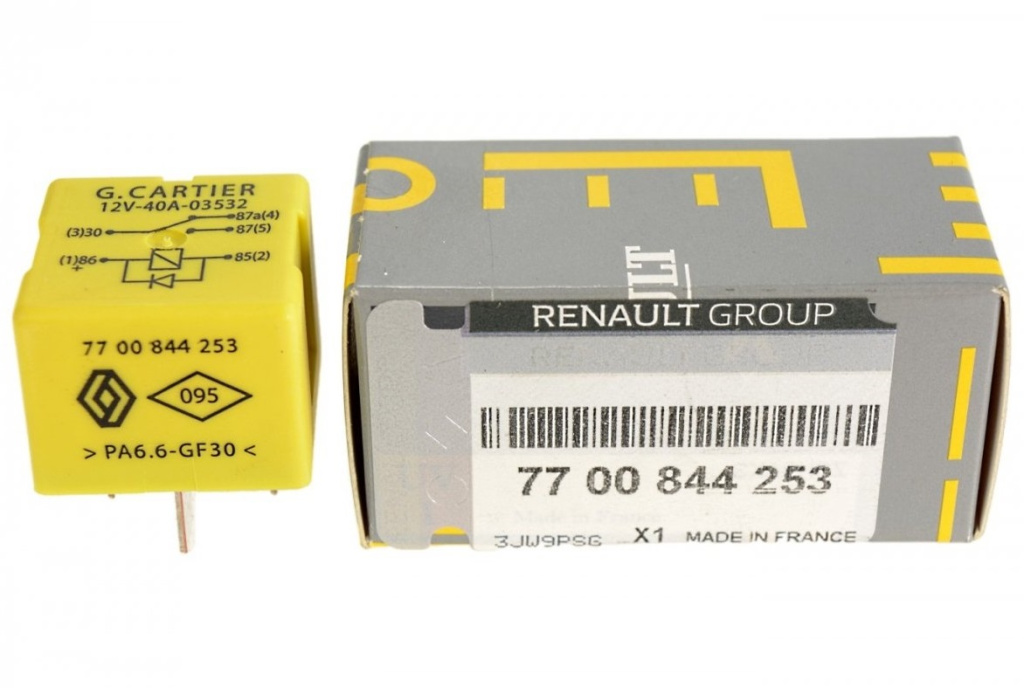 G.CARTIER
12V-40A-03532
87a(4)
(3)30
87(5)
(1)86
85(2)
+
77 00 844 253
095
> PA6.6-GF30 <
RENAULT GROUP
77 00 844 253
3JW9PSG X1 MADE IN FRANCE